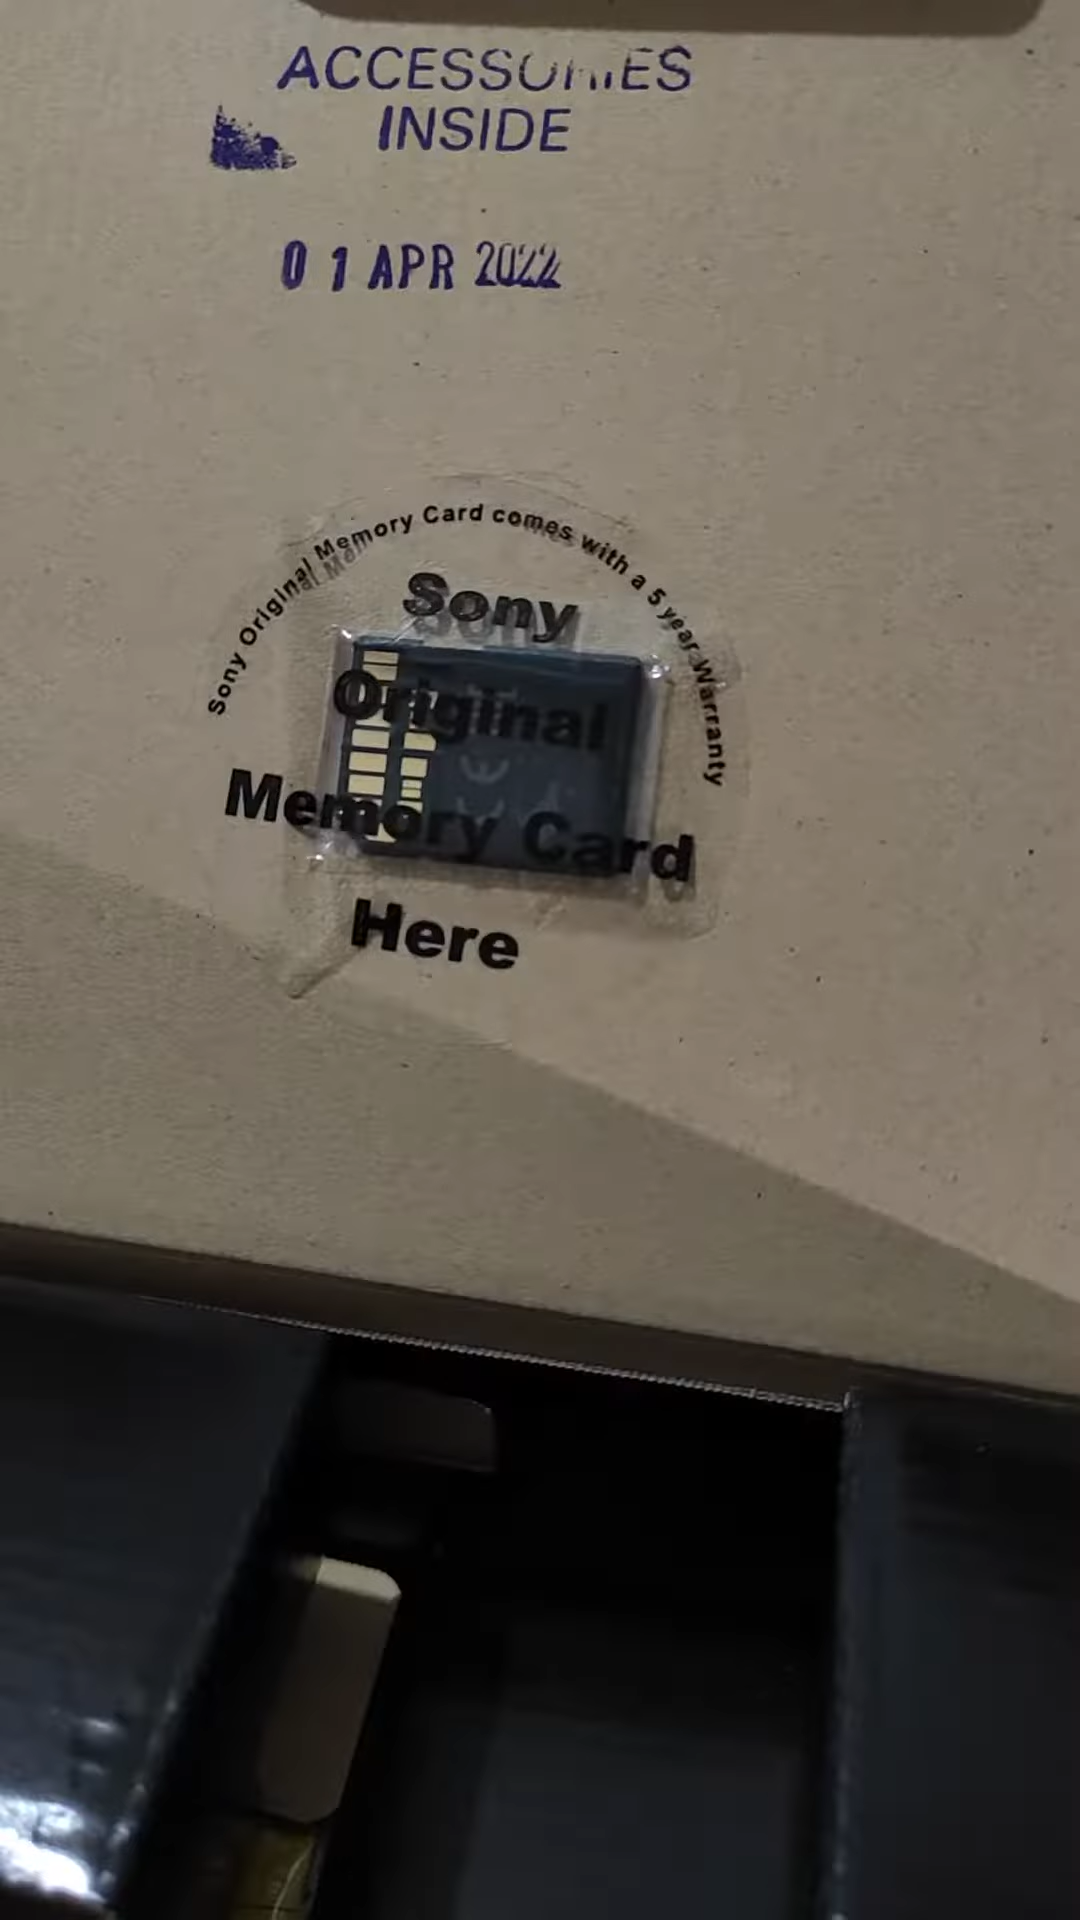 ACCESSORIES
INSIDE
01 APR 2022
Sony Original Memory Card comes with a 5 year Warranty
Sony
Original
Memory Card
Here